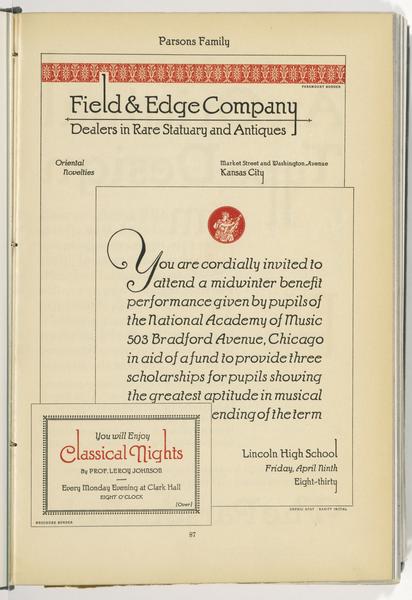 Parsons Family
PARAMOUNT BORDER
Field & Edge Company
Dealers in Rare Statuary and Antiques
Oriental
Novelties
Market Street and Washington Avenue
Kansas City
You are cordially invited to
attend a midwinter benefit
performance given by pupils of
the National Academy of Music
503 Bradford Avenue, Chicago
in aid of a fund to provide three
scholarships for pupils showing
the greatest aptitude in musical
ending of the term
Lincoln High School
Friday, April Ninth
Eight-thirty
VANITY INITIAL
You will Enjoy
Classical Nights
By PROF. LEROY JOHNSON
Every Monday Evening at Clark Hall
EIGHT O'CLOCK
[Over]
BROCHURE BORDER
87